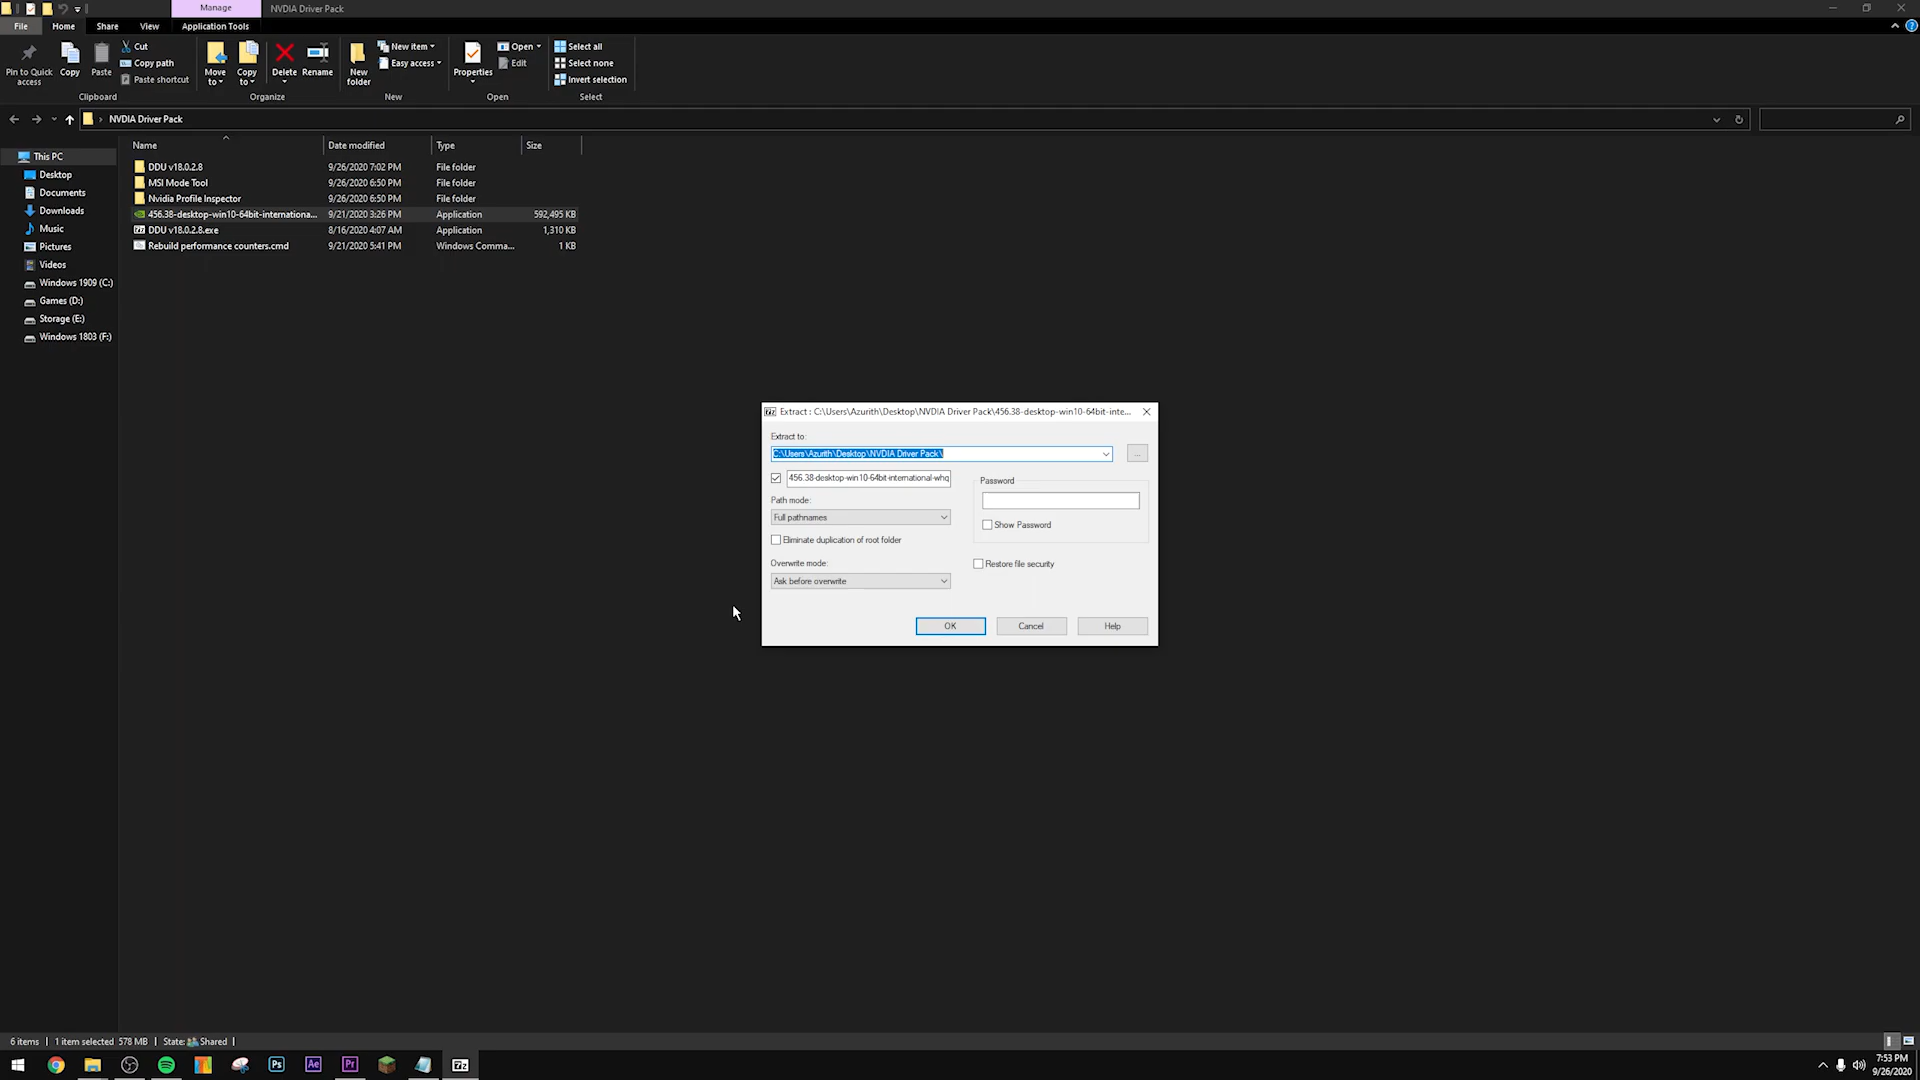 Manage
NVIDIA Driver Pack
File
Home
Share
View
Application Tools
Pin to Quick access
Copy
Paste
Cut
Copy path
Paste shortcut
Clipboard
Move to
Copy to
Delete
Rename
Organize
New folder
New item
Easy access
New
Properties
Open
Edit
Open
Select all
Select none
Invert selection
Select
NVIDIA Driver Pack
Name
Date modified
Type
Size
DDU v18.0.2.8
9/26/2020 7:02 PM
File folder
MSI Mode Tool
9/26/2020 6:50 PM
File folder
Nvidia Profile Inspector
9/26/2020 6:50 PM
File folder
456.38-desktop-win10-64bit-internationa...
9/21/2020 3:26 PM
Application
592,495 KB
DDU v18.0.2.8.exe
8/16/2020 4:07 AM
Application
1,310 KB
Rebuild performance counters.cmd
9/21/2020 5:41 PM
Windows Comma...
1 KB
This PC
Desktop
Documents
Downloads
Music
Pictures
Videos
Windows 1909 (C:)
Games (D:)
Storage (E:)
Windows 1803 (F:)
Extract : C:\Users\Azurith\Desktop\NVIDIA Driver Pack\456.38-desktop-win10-64bit-inte...
Extract to:
C:\Users\Azurith\Desktop\NVIDIA Driver Pack\
...
456.38-desktop-win10-64bit-international-whq
Password
Path mode:
Full pathnames
Show Password
Eliminate duplication of root folder
Overwrite mode:
Restore file security
Ask before overwrite
OK
Cancel
Help
6 items
1 item selected 578 MB
State: Shared
Ps
Ae
Pr
7z
7:53 PM
9/26/2020